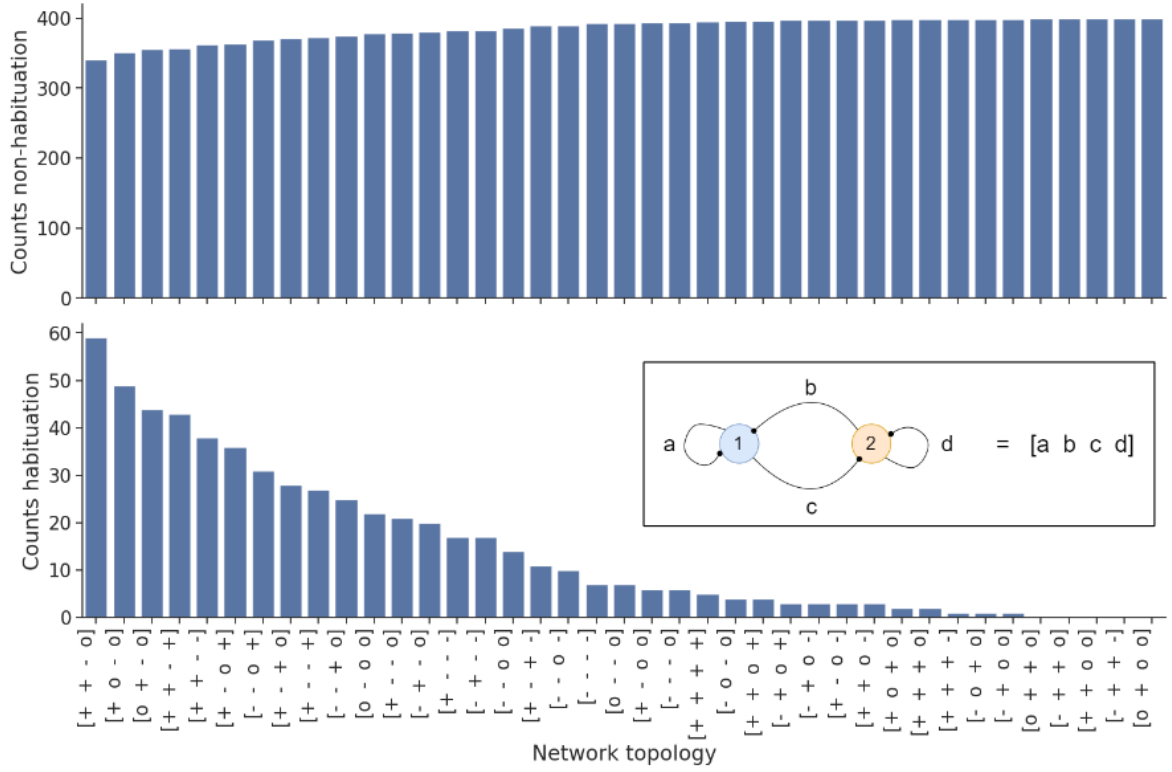 Counts non-habituation
400
300
200
100
0
Counts habituation
60
50
40
30
20
10
0
b
a
1
2
d
= [a b c d]
c
[+ + - o]
[+ o - o]
[o + - o]
[+ + - +]
[+ + - -]
[+ - o +]
[- - o +]
[+ - + o]
[+ - - +]
[- - + o]
[o - - o]
[+ - - o]
[- + - o]
[+ - - -]
[- + - -]
[- - o o]
[+ - + -]
[- - o -]
[- - - -]
[o - o o]
[+ - o o]
[- - - o]
[+ + + +]
[- o - o]
[+ + o +]
[- + o +]
[- + o -]
[+ - o -]
[+ + o -]
[+ o + o]
[+ + + o]
[+ + + -]
[- o + o]
[- + o o]
[o + + o]
[- + + o]
[+ + o o]
[- + + -]
[o + o o]
Network topology